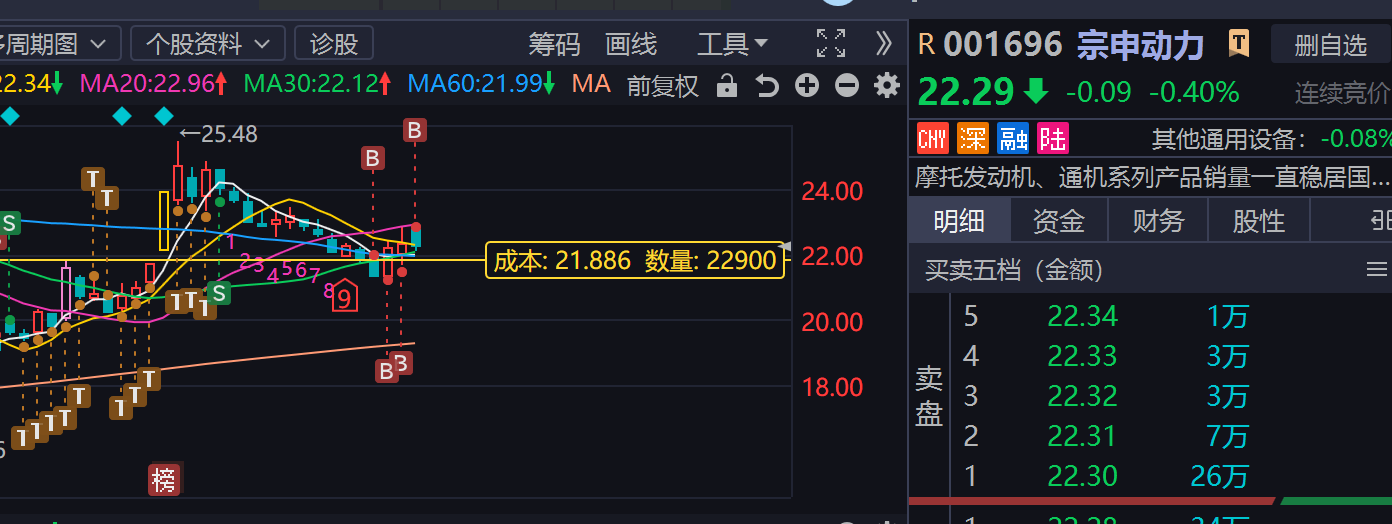 多周期图 个股资料 诊股 筹码 画线 工具
22.34 MA20:22.96 MA30:22.12 MA60:21.99 MA 前复权
←25.48
B
B
T
T
S
1
2
3
4
5
6
7
8
9
T
T
T
S
B
B
T
T
T
T
T
T
T
T
榜
成本: 21.886 数量: 22900
24.00
22.00
20.00
18.00
R 001696 宗申动力 T 删自选
22.29 -0.09 -0.40% 连续竞价
CHY 深 融 陆 其他通用设备: -0.08%
摩托发动机、通机系列产品销量一直稳居国...
明细 资金 财务 股性
买卖五档（金额）
卖盘
5 22.34 1万
4 22.33 3万
3 22.32 3万
2 22.31 7万
1 22.30 26万